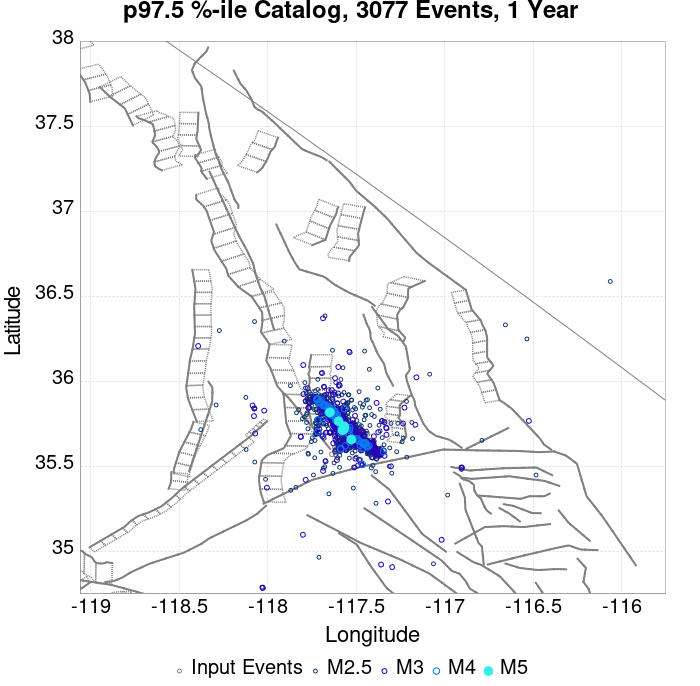 p97.5 %-ile Catalog, 3077 Events, 1 Year
38
37.5
37
36.5
36
35.5
35
Latitude
-119 -118.5 -118 -117.5 -117 -116.5 -116
Longitude
Input Events M2.5 M3 M4 M5